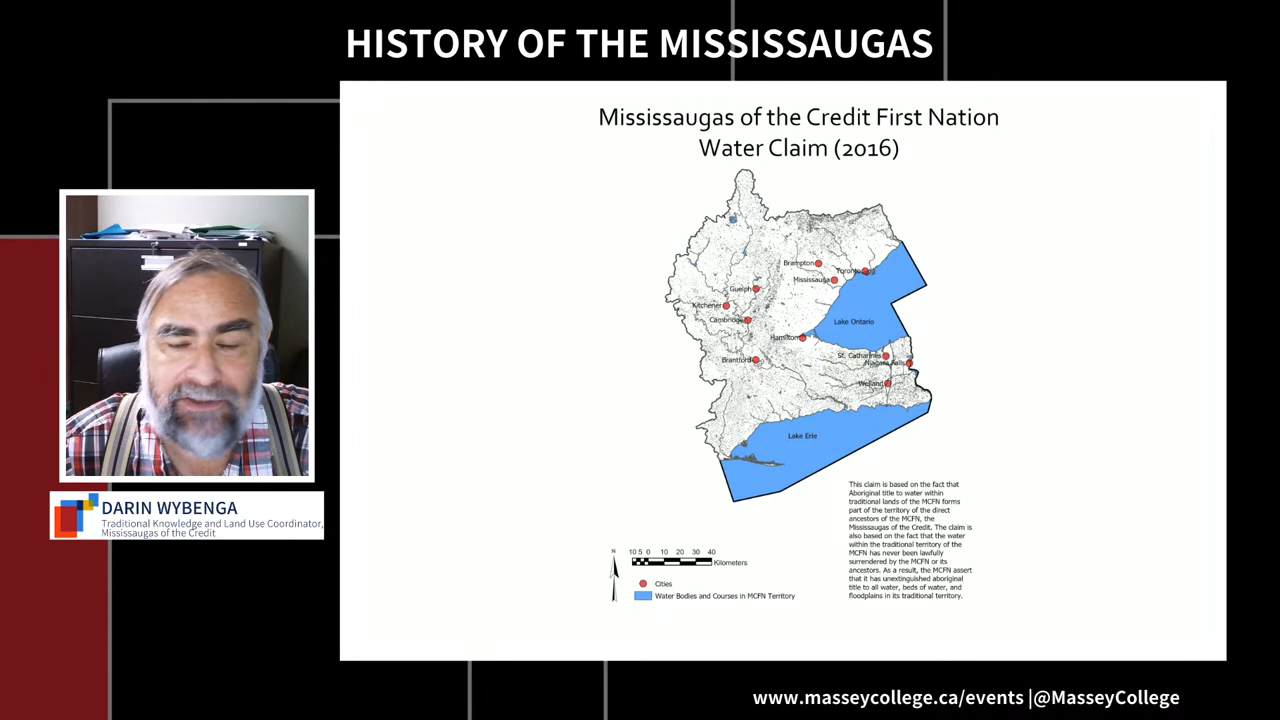 HISTORY OF THE MISSISSAUGAS
Mississaugas of the Credit First Nation
Water Claim (2016)
Brampton
Toronto
Mississauga
Guelph
Kitchener
Cambridge
Lake Ontario
Hamilton
St. Catharines
Niagara Falls
Brantford
Welland
Lake Erie
This claim is based on the fact that
Aboriginal title to water within
traditional lands of the MCFN forms
part of the territory of the direct
ancestors of the MCFN, the
Mississaugas of the Credit. The claim is
also based on the fact that the water
within the traditional territory of the
MCFN has never been lawfully
surrendered by the MCFN or its
ancestors. As a result, the MCFN assert
that it has unextinguished aboriginal
title to all water, beds of water, and
floodplains in its traditional territory.
N
10 5 0 10 20 30 40
Kilometers
Cities
Water Bodies and Courses in MCFN Territory
DARIN WYBENGA
Traditional Knowledge and Land Use Coordinator,
Mississaugas of the Credit
www.masseycollege.ca/events |@MasseyCollege